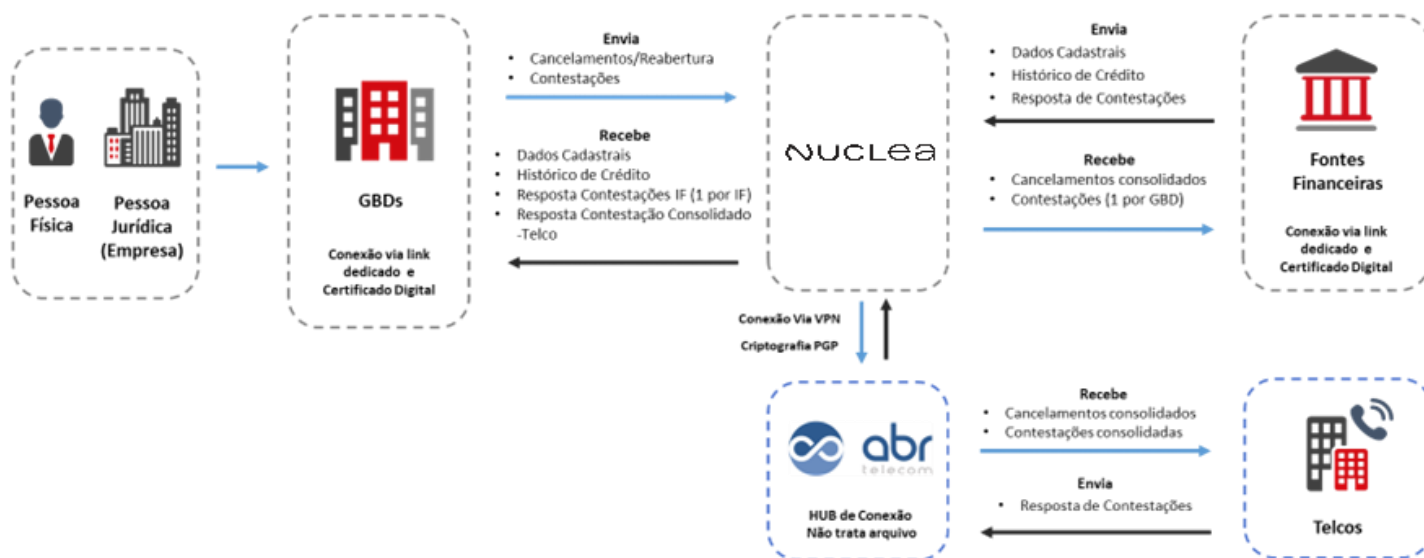 Pessoa
Física
Pessoa
Jurídica
(Empresa)
GBDs
Conexão via link
dedicado e
Certificado Digital
Envia
• Cancelamentos/Reabertura
• Contestações
Recebe
• Dados Cadastrais
• Histórico de Crédito
• Resposta Contestações IF (1 por IF)
• Resposta Contestação Consolidado
-Telco
NUCLea
Envia
• Dados Cadastrais
• Histórico de Crédito
• Resposta de Contestações
Recebe
• Cancelamentos consolidados
• Contestações (1 por GBD)
Fontes
Financeiras
Conexão via link
dedicado e
Certificado Digital
Conexão Via VPN
Criptografia PGP
abr
telecom
HUB de Conexão
Não trata arquivo
Recebe
• Cancelamentos consolidados
• Contestações consolidadas
Envia
• Resposta de Contestações
Telcos